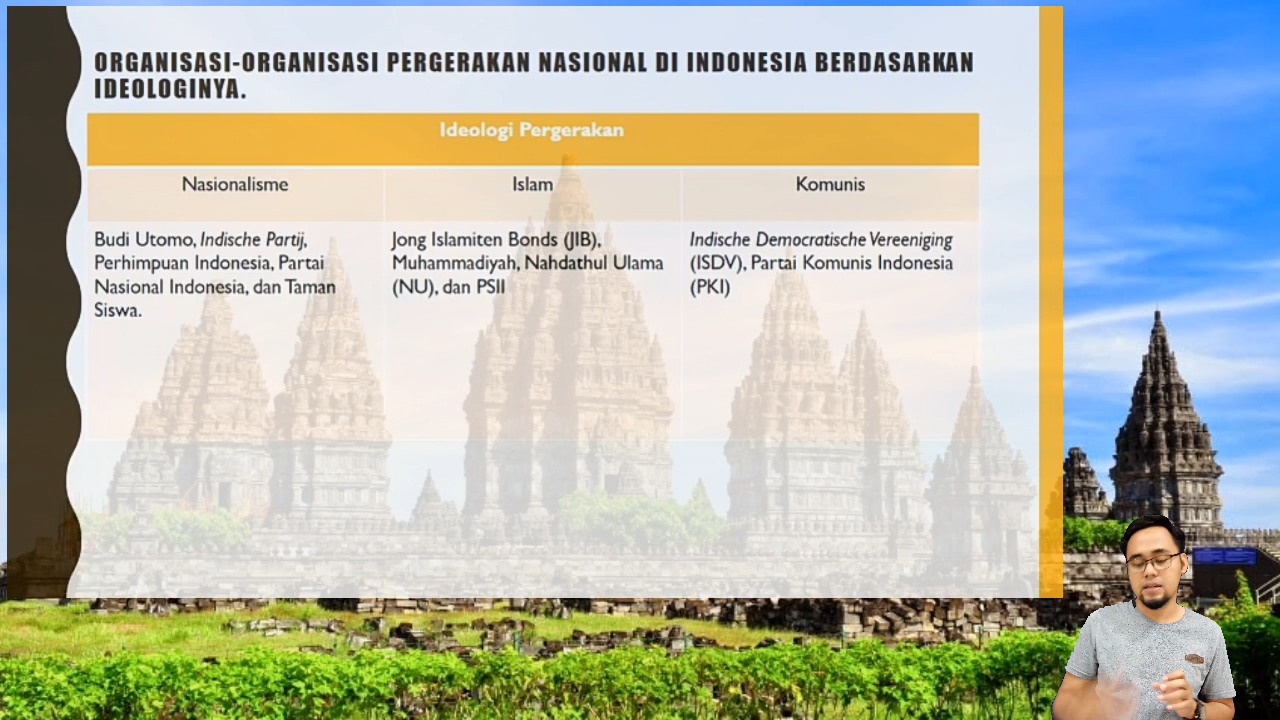 ORGANISASI-ORGANISASI PERGERAKAN NASIONAL DI INDONESIA BERDASARKAN
IDEOLOGINYA.
Ideologi Pergerakan
Nasionalisme
Islam
Komunis
Budi Utomo, Indische Partij,
Perhimpuan Indonesia, Partai
Nasional Indonesia, dan Taman
Siswa.
Jong Islamiten Bonds (JIB),
Muhammadiyah, Nahdathul Ulama
(NU), dan PSII
Indische Democratische Vereeniging
(ISDV), Partai Komunis Indonesia
(PKI)